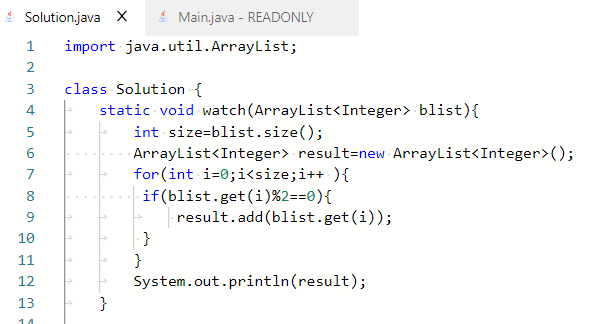 Solution.java X Main.java - READONLY
1 import java.util.ArrayList;
2
3 class Solution {
4 static void watch(ArrayList<Integer> blist){
5 int size=blist.size();
6 ArrayList<Integer> result=new ArrayList<Integer>();
7 for(int i=0;i<size;i++ ){
8 if(blist.get(i)%2==0){
9 result.add(blist.get(i));
10 }
11 }
12 System.out.println(result);
13 }